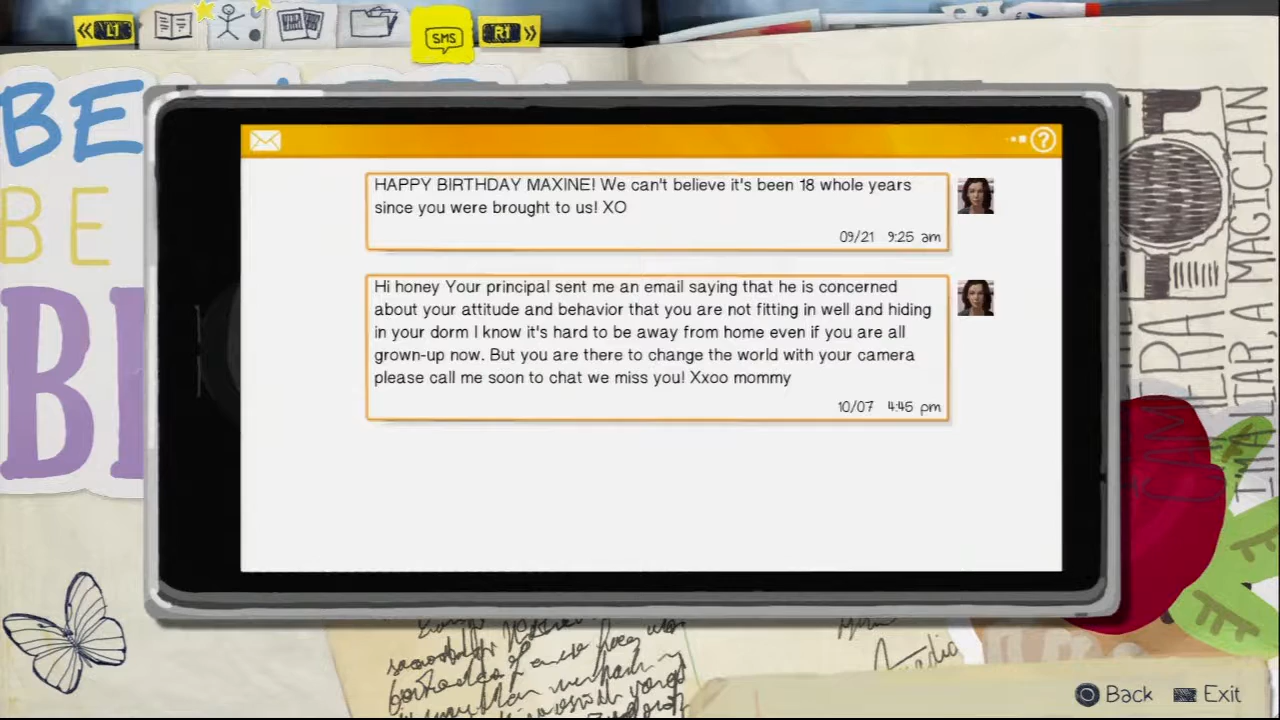 L1
SMS
R1
BE
BE
HAPPY BIRTHDAY MAXINE! We can't believe it's been 18 whole years
since you were brought to us! XO
09/21 9:25 am
Hi honey Your principal sent me an email saying that he is concerned
about your attitude and behavior that you are not fitting in well and hiding
in your dorm I know it's hard to be away from home even if you are all
grown-up now. But you are there to change the world with your camera
please call me soon to chat we miss you! Xxoo mommy
10/07 4:45 pm
?
CAMERA
I'M A LIAR, A MAGICIAN
Back
Exit